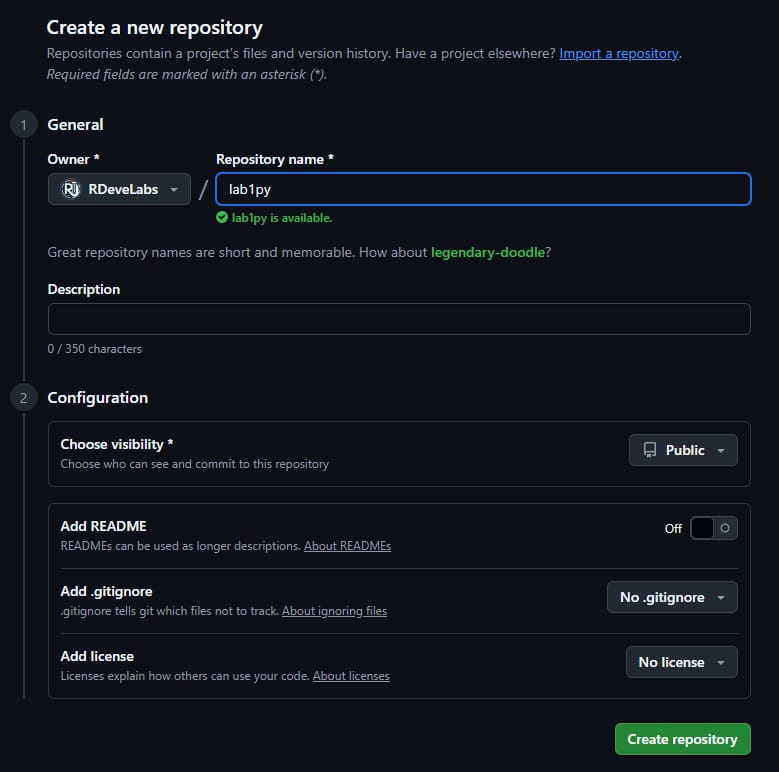 Create a new repository
Repositories contain a project's files and version history. Have a project elsewhere? Import a repository.
Required fields are marked with an asterisk (*).
1 General
Owner *
Repository name *
RDeveLabs / lab1py
lab1py is available.
Great repository names are short and memorable. How about legendary-doodle?
Description
0 / 350 characters
2 Configuration
Choose visibility *
Choose who can see and commit to this repository
Public
Add README
READMEs can be used as longer descriptions. About READMEs
Off
Add .gitignore
.gitignore tells git which files not to track. About ignoring files
No .gitignore
Add license
Licenses explain how others can use your code. About licenses
No license
Create repository